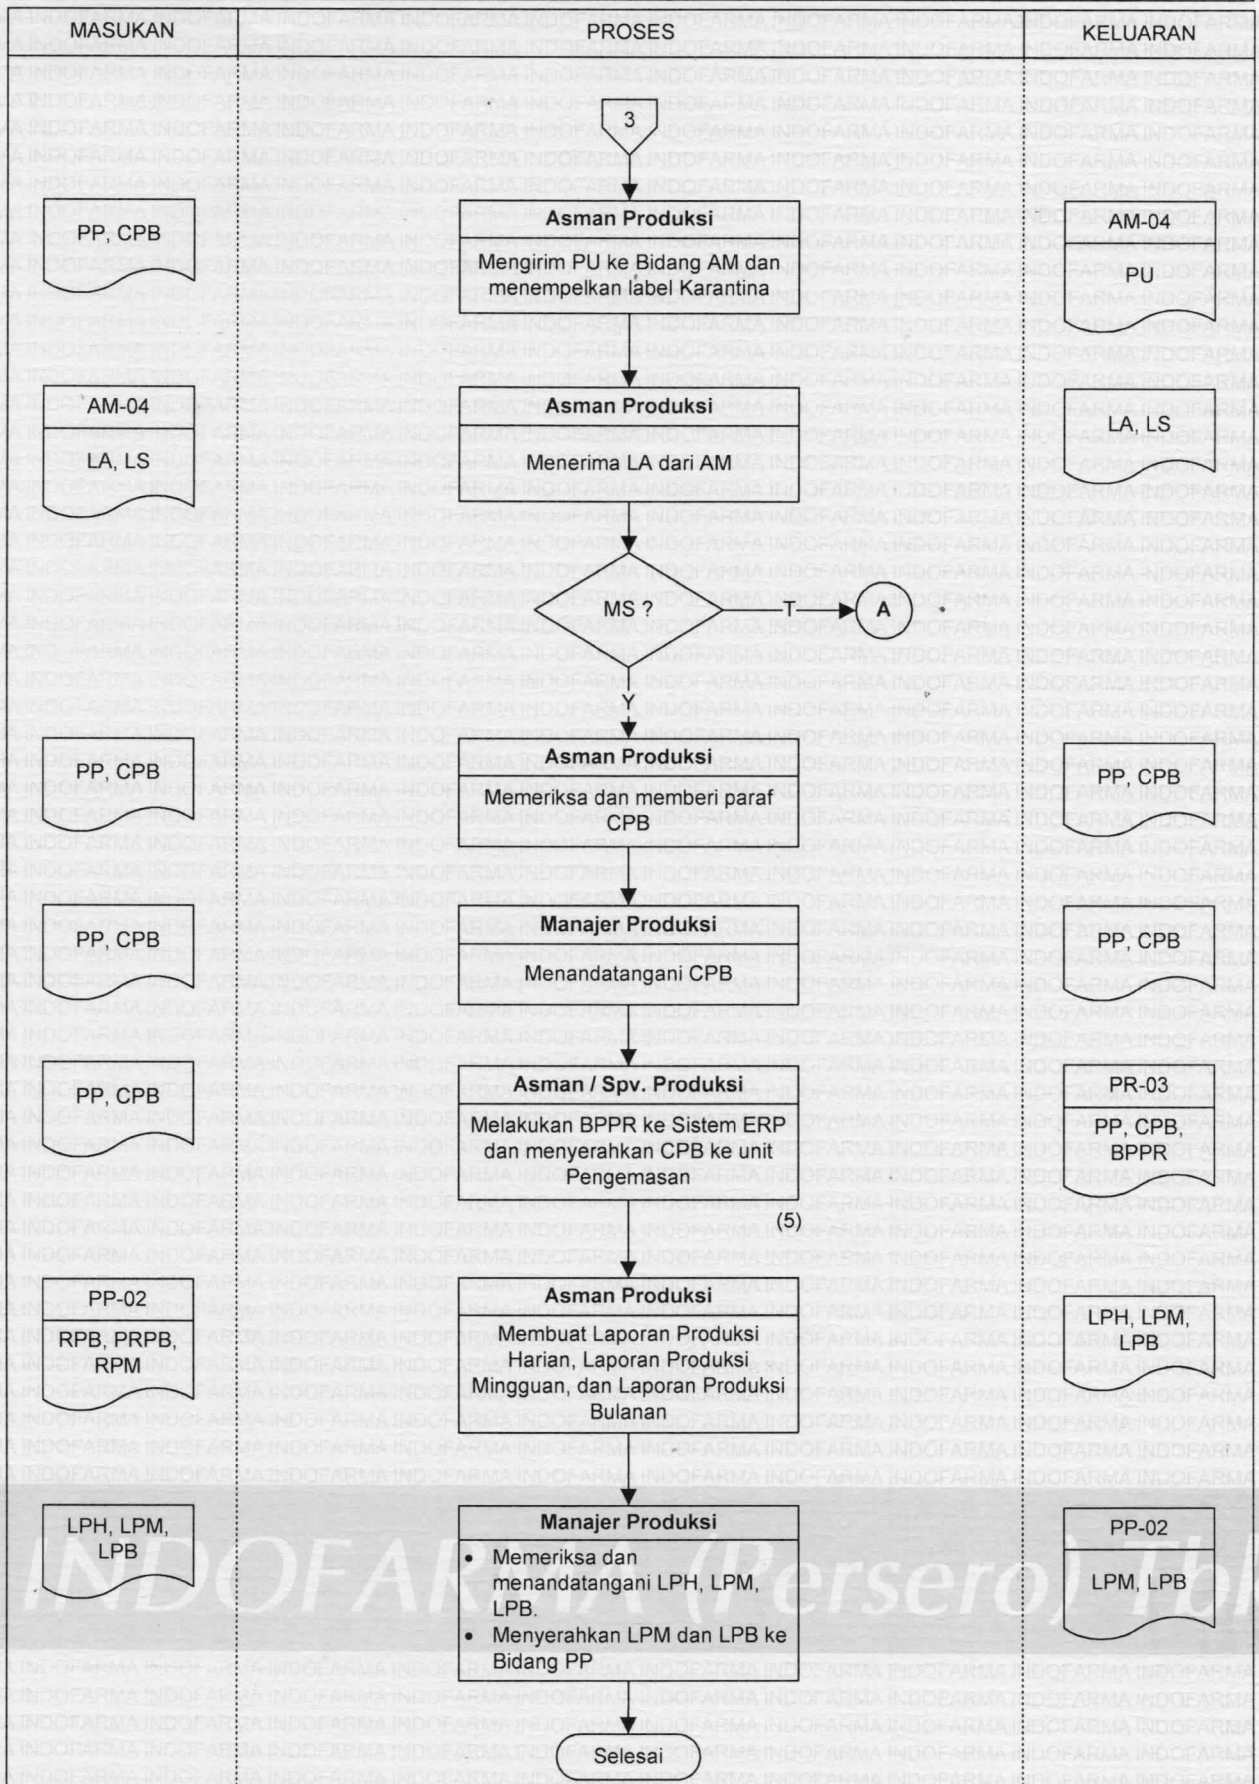 MASUKAN
PROSES
KELUARAN
3
PP, CPB
Asman Produksi
Mengirim PU ke Bidang AM dan
menempelkan label Karantina
AM-04
PU
AM-04
LA, LS
Asman Produksi
Menerima LA dari AM
LA, LS
MS ?
T
A
PP, CPB
Asman Produksi
Memeriksa dan memberi paraf
CPB
PP, CPB
PP, CPB
Manajer Produksi
Menandatangani CPB
PP, CPB
PP, CPB
Asman / Spv. Produksi
Melakukan BPPR ke Sistem ERP
dan menyerahkan CPB ke unit
Pengemasan
PR-03
PP, CPB,
BPPR
(5)
PP-02
RPB, PRPB,
RPM
Asman Produksi
Membuat Laporan Produksi
Harian, Laporan Produksi
Mingguan, dan Laporan Produksi
Bulanan
LPH, LPM,
LPB
LPH, LPM,
LPB
Manajer Produksi
• Memeriksa dan
menandatangani LPH, LPM,
LPB.
• Menyerahkan LPM dan LPB ke
Bidang PP
PP-02
LPM, LPB
INDOFARMA (Persero) Tbk
Selesai